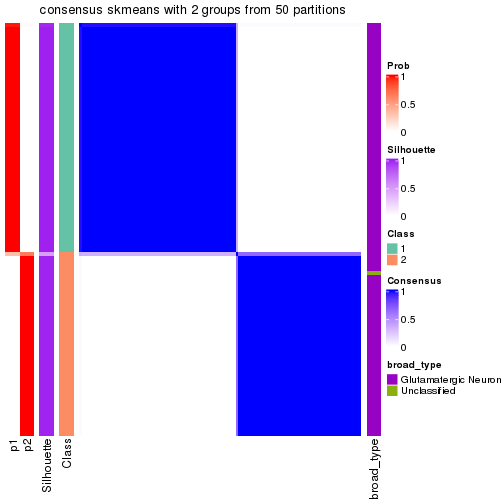 consensus skmeans with 2 groups from 50 partitions
Prob
1
0.5
0
Silhouette
1
0.5
0
Class
1
2
Consensus
1
0.5
0
broad_type
Glutamatergic Neuron
Unclassified
p1
p2
Silhouette
Class
broad_type